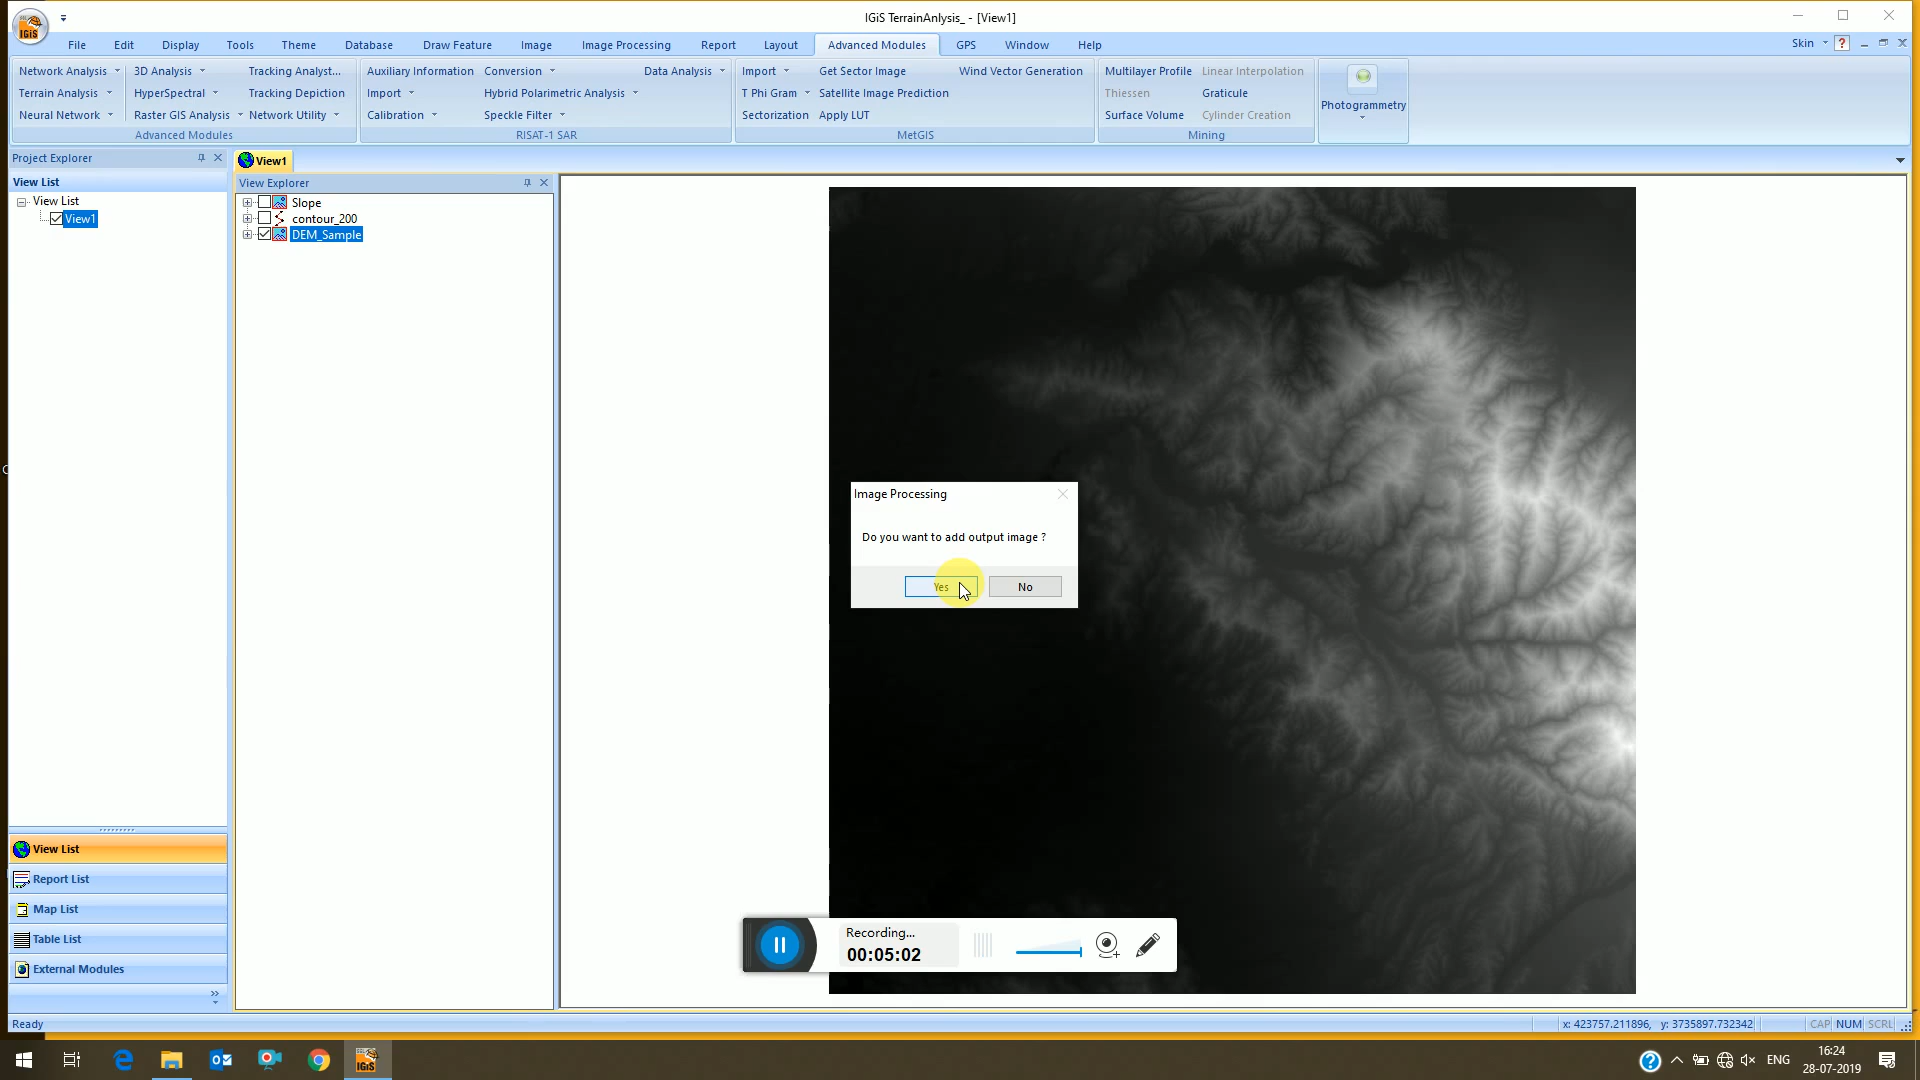 IGiS TerrainAnlysis_ - [View1]
IGiS
File Edit Display Tools Theme Database Draw Feature Image Image Processing Report Layout Advanced Modules GPS Window Help Skin
Network Analysis 3D Analysis Tracking Analyst... Auxiliary Information Conversion Data Analysis Import Get Sector Image Wind Vector Generation Multilayer Profile Linear Interpolation
Terrain Analysis HyperSpectral Tracking Depiction Import Hybrid Polarimetric Analysis T Phi Gram Satellite Image Prediction Thiessen Graticule
Photogrammetry
Neural Network Raster GIS Analysis Network Utility Calibration Speckle Filter Sectorization Apply LUT Surface Volume Cylinder Creation
Advanced Modules RISAT-1 SAR MetGIS Mining
Project Explorer
View1
View List
View Explorer
View List
View1
Slope
contour_200
DEM_Sample
Image Processing
Do you want to add output image ?
Yes No
View List
Report List
Map List
Table List
External Modules
Recording...
00:05:02
Ready
x: 423757.211896, y: 3735897.732342 CAP NUM SCRL
IGiS
ENG
16:24
28-07-2019